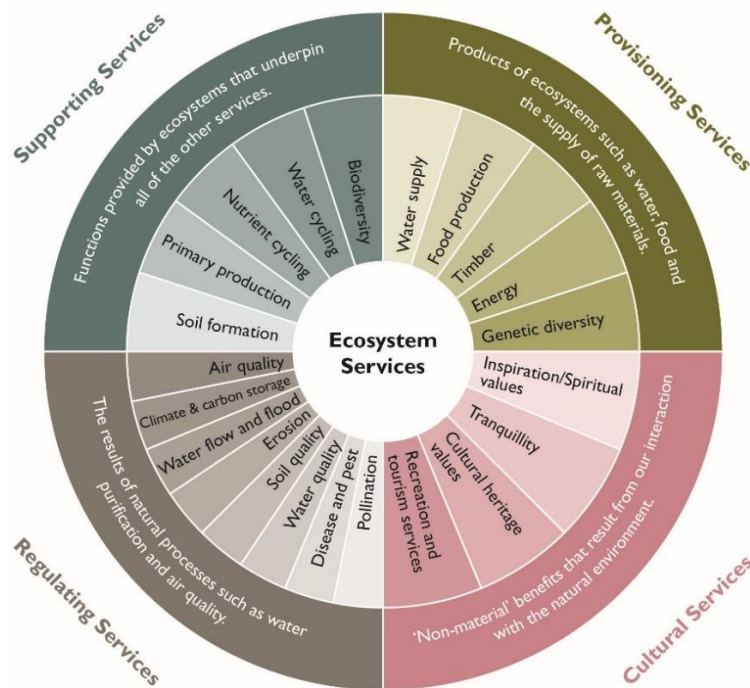 Ecosystem
Services
Supporting Services
Functions provided by ecosystems that underpin
all of the other services.
Soil formation
Primary production
Nutrient cycling
Water cycling
Biodiversity
Provisioning Services
Products of ecosystems such as water, food and
the supply of raw materials.
Water supply
Food production
Timber
Energy
Genetic diversity
Cultural Services
'Non-material' benefits that result from our interaction
with the natural environment.
Inspiration/Spiritual
values
Tranquillity
Cultural heritage
values
Recreation and
tourism services
Regulating Services
The results of natural processes such as water
purification and air quality.
Air quality
Climate & carbon storage
Water flow and flood
Erosion
Soil quality
Water quality
Disease and pest
Pollination